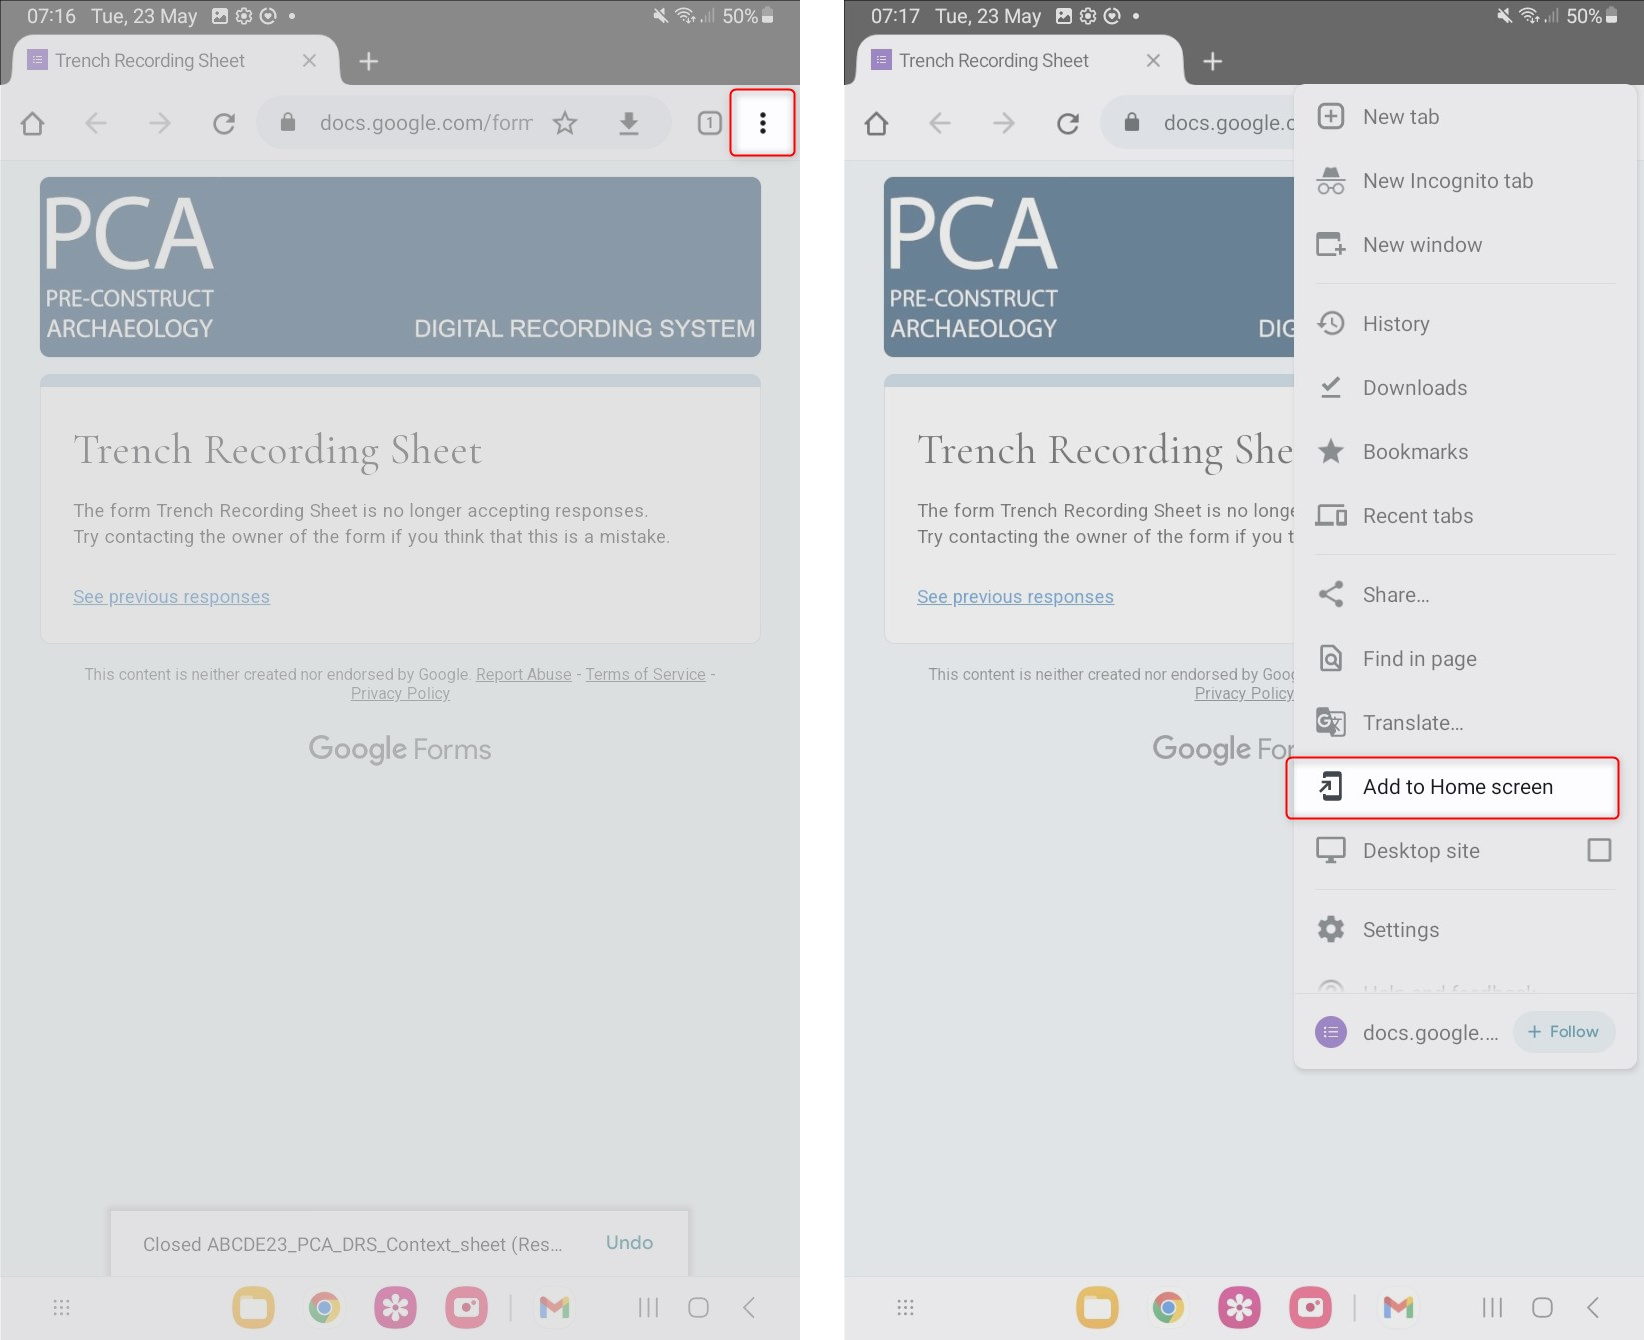 07:16 Tue, 23 May
50%
Trench Recording Sheet
docs.google.com/form
1
PCA
PRE-CONSTRUCT
ARCHAEOLOGY
DIGITAL RECORDING SYSTEM
Trench Recording Sheet
The form Trench Recording Sheet is no longer accepting responses.
Try contacting the owner of the form if you think that this is a mistake.
See previous responses
This content is neither created nor endorsed by Google. Report Abuse - Terms of Service -
Privacy Policy
Google Forms
Closed ABCDE23_PCA_DRS_Context_sheet (Res...
Undo
07:17 Tue, 23 May
50%
Trench Recording Sheet
docs.google.c
PCA
PRE-CONSTRUCT
ARCHAEOLOGY
DIG
Trench Recording She
The form Trench Recording Sheet is no longe
Try contacting the owner of the form if you t
See previous responses
This content is neither created nor endorsed by Goog
Privacy Policy
Google For
New tab
New Incognito tab
New window
History
Downloads
Bookmarks
Recent tabs
Share...
Find in page
Translate...
Add to Home screen
Desktop site
Settings
Help and feedback
docs.google....
+ Follow